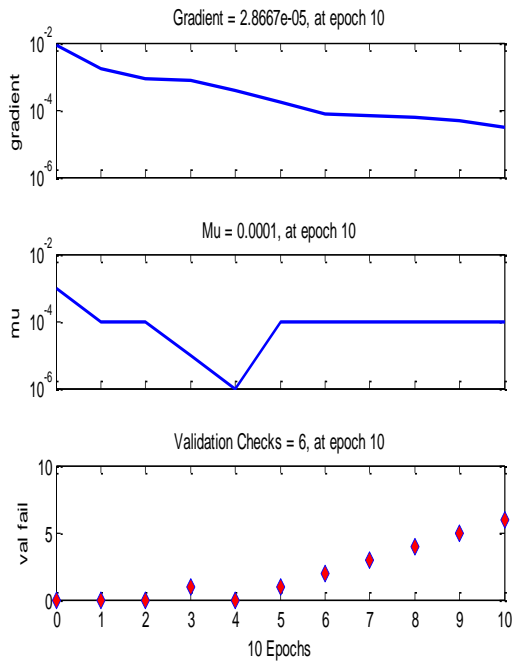 Gradient = 2.8667e-05, at epoch 10
10^-2
10^-4
10^-6
gradient
Mu = 0.0001, at epoch 10
10^-2
10^-4
10^-6
mu
Validation Checks = 6, at epoch 10
10
5
0
val fail
0 1 2 3 4 5 6 7 8 9 10
10 Epochs